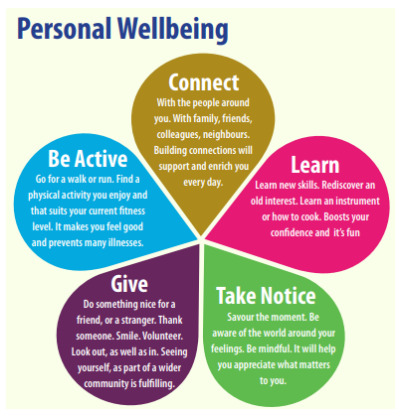 Personal Wellbeing
Connect
With the people around
you. With family, friends,
colleagues, neighbours.
Building connections will
support and enrich you
every day.
Be Active
Go for a walk or run. Find a
physical activity you enjoy and
that suits your current fitness
level. It makes you feel good
and prevents many illnesses.
Learn
Learn new skills. Rediscover an
old interest. Learn an instrument
or how to cook. Boosts your
confidence and it's fun
Give
Do something nice for a
friend, or a stranger. Thank
someone. Smile. Volunteer.
Look out, as well as in. Seeing
yourself, as part of a wider
community is fulfilling.
Take Notice
Savour the moment. Be
aware of the world around your
feelings. Be mindful. It will help
you appreciate what matters
to you.